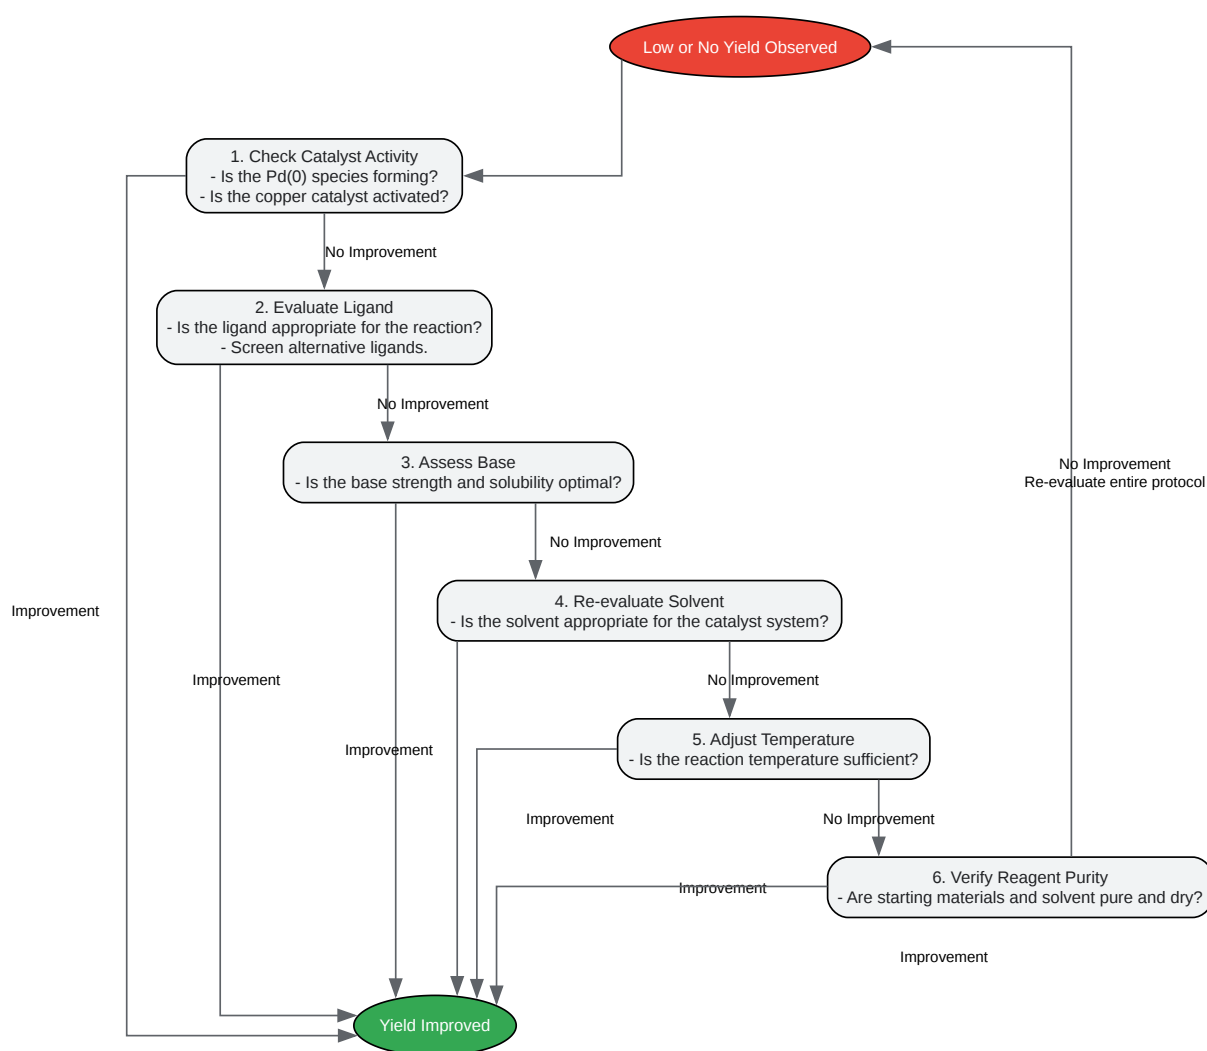 Low or No Yield Observed
1. Check Catalyst Activity
- Is the Pd(0) species forming?
- Is the copper catalyst activated?
No Improvement
2. Evaluate Ligand
- Is the ligand appropriate for the reaction?
- Screen alternative ligands.
No Improvement
3. Assess Base
- Is the base strength and solubility optimal?
No Improvement
Re-evaluate entire protocol
No Improvement
4. Re-evaluate Solvent
- Is the solvent appropriate for the catalyst system?
Improvement
Improvement
No Improvement
5. Adjust Temperature
- Is the reaction temperature sufficient?
Improvement
Improvement
No Improvement
6. Verify Reagent Purity
- Are starting materials and solvent pure and dry?
Improvement
Improvement
Yield Improved